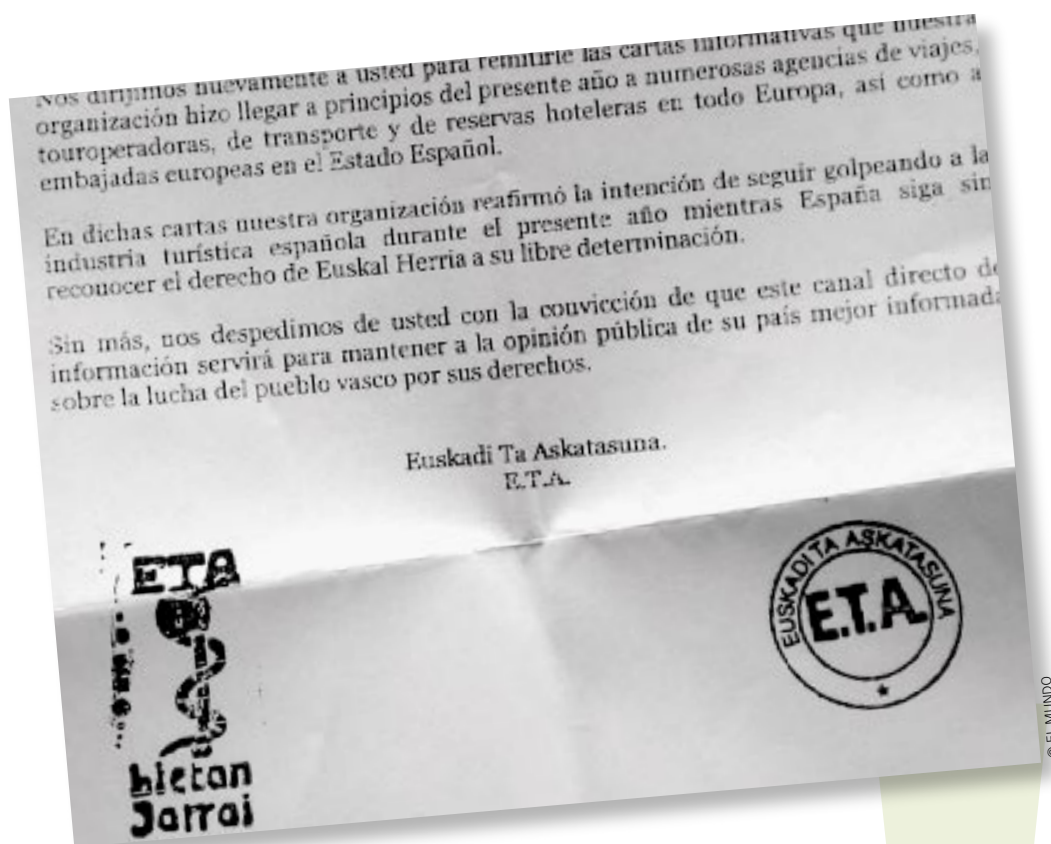 Nos dirijimos nuevamente a usted para remitirle las cartas informativas que nuestra
organización hizo llegar a principios del presente año a numerosas agencias de viajes,
touroperadoras, de transporte y de reservas hoteleras en todo Europa, así como a
embajadas europeas en el Estado Español.
En dichas cartas nuestra organización reafirmó la intención de seguir golpeando a la
industria turística española durante el presente año mientras España siga sin
reconocer el derecho de Euskal Herria a su libre determinación.
Sin más, nos despedimos de usted con la convicción de que este canal directo de
información servirá para mantener a la opinión pública de su país mejor informada
sobre la lucha del pueblo vasco por sus derechos.
Euskadi Ta Askatasuna.
E.T.A.
ETA
bietan
Jarrai
EUSKADI TA ASKATASUNA
E.T.A.
© EL MUNDO